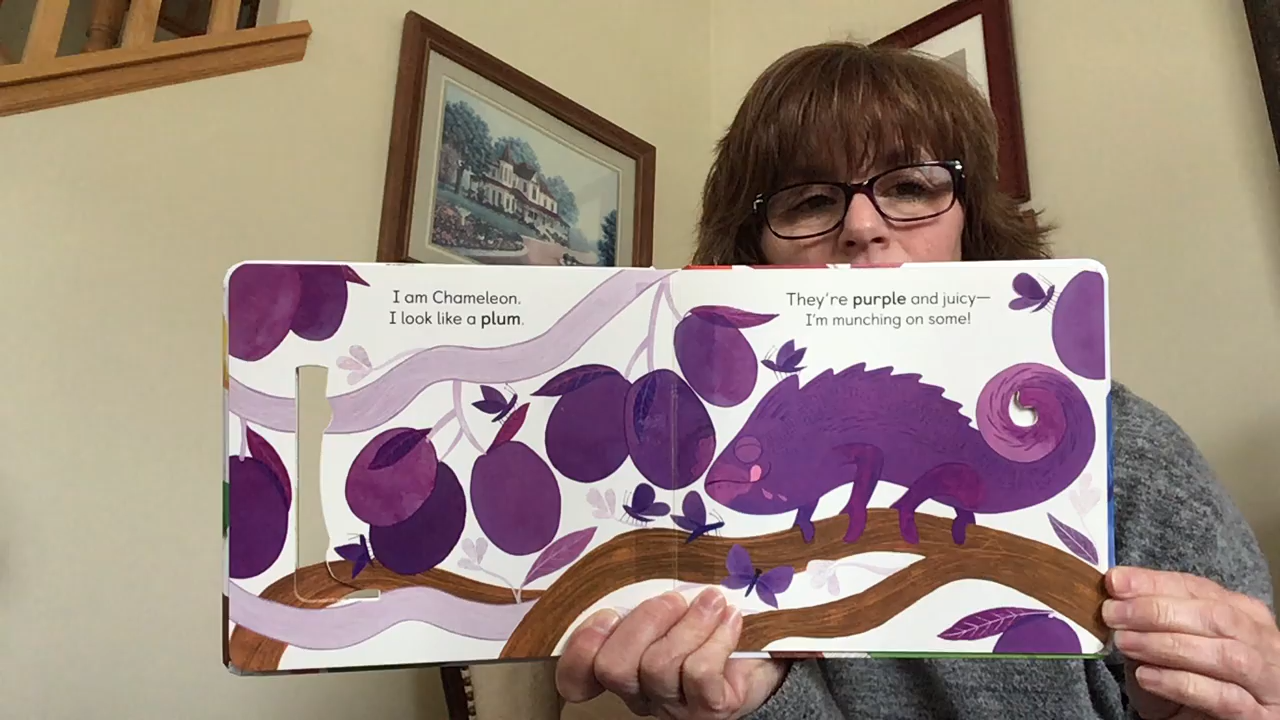 I am Chameleon.
I look like a plum.
They're purple and juicy—
I'm munching on some!